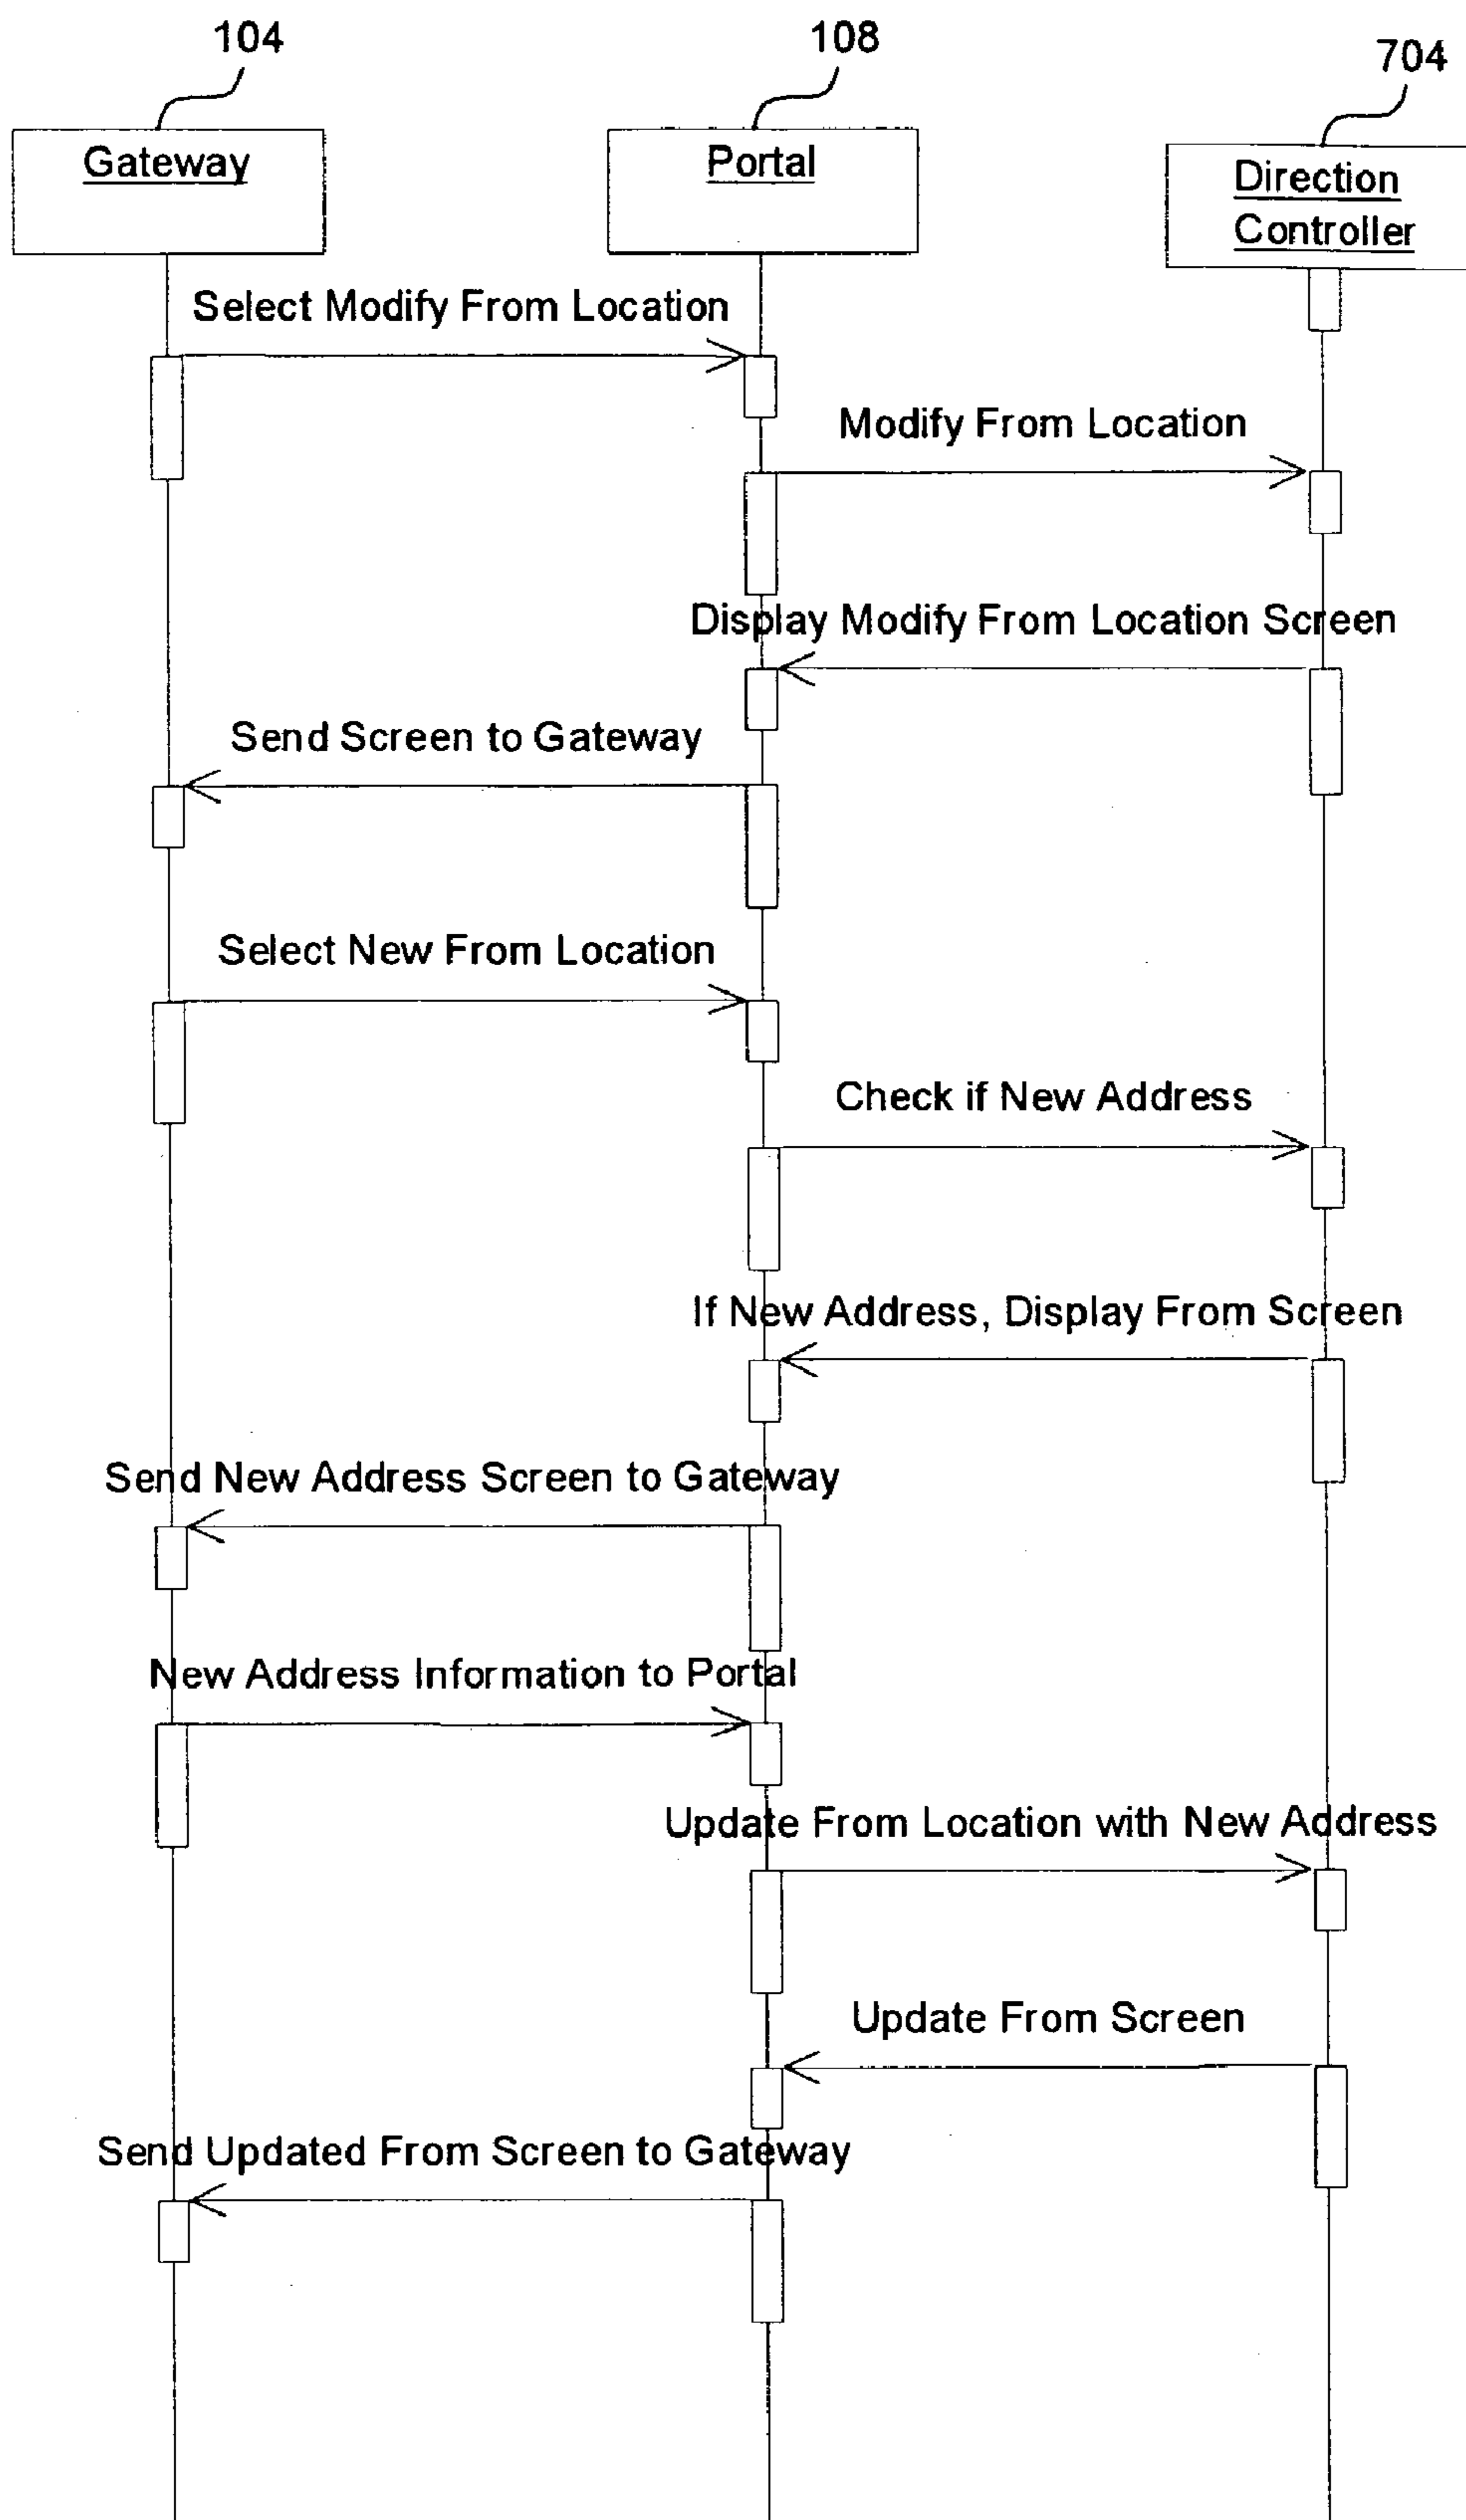 104
108
704
Gateway
Portal
Direction
Controller
Select Modify From Location
Modify From Location
Display Modify From Location Screen
Send Screen to Gateway
Select New From Location
Check if New Address
If New Address, Display From Screen
Send New Address Screen to Gateway
New Address Information to Portal
Update From Location with New Address
Update From Screen
Send Updated From Screen to Gateway